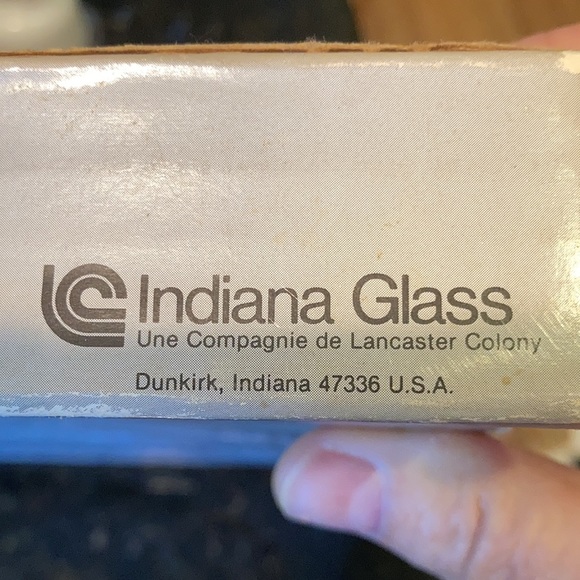 Indiana Glass
Une Compagnie de Lancaster Colony
Dunkirk, Indiana 47336 U.S.A.